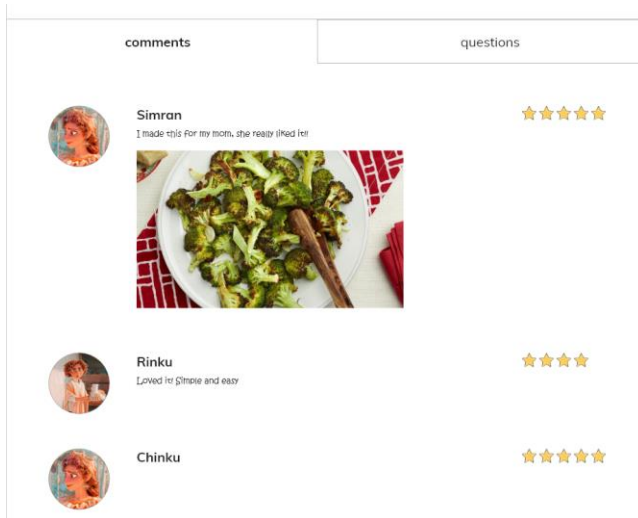 comments
questions
Simran
I made this for my mom, she really liked it!!
Rinku
Loved it! Simple and easy
Chinku